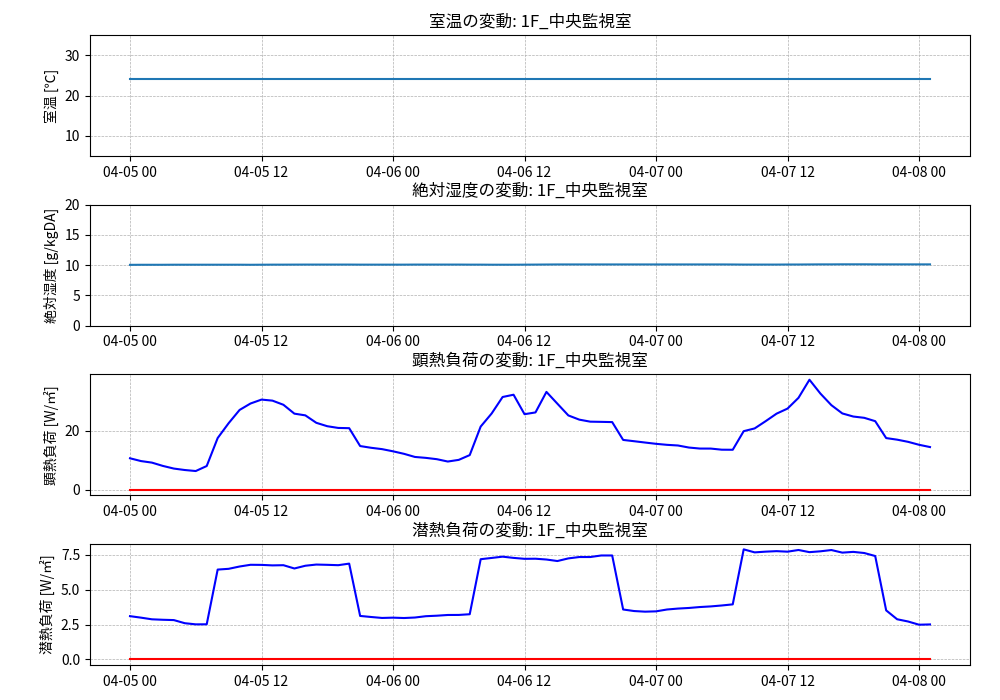 室温の変動: 1F_中央監視室
室温 [℃]
30
20
10
04-05 00 04-05 12 04-06 00 04-06 12 04-07 00 04-07 12 04-08 00
絶対湿度の変動: 1F_中央監視室
絶対湿度 [g/kgDA]
20
15
10
5
0
04-05 00 04-05 12 04-06 00 04-06 12 04-07 00 04-07 12 04-08 00
顕熱負荷の変動: 1F_中央監視室
顕熱負荷 [W/㎡]
20
0
04-05 00 04-05 12 04-06 00 04-06 12 04-07 00 04-07 12 04-08 00
潜熱負荷の変動: 1F_中央監視室
潜熱負荷 [W/㎡]
7.5
5.0
2.5
0.0
04-05 00 04-05 12 04-06 00 04-06 12 04-07 00 04-07 12 04-08 00